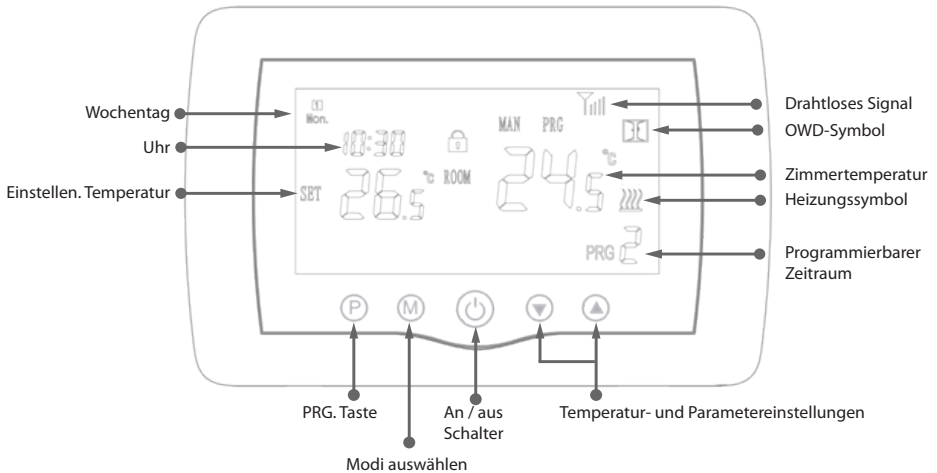 Wochentag
Uhr
Einstellen. Temperatur
1
Mon.
10:30
SET
26.5 °C
ROOM
MAN PRG
24.5 °C
PRG 2
Drahtloses Signal
OWD-Symbol
Zimmertemperatur
Heizungssymbol
Programmierbarer
Zeitraum
P
M
PRG. Taste
An / aus
Schalter
Temperatur- und Parametereinstellungen
Modi auswählen